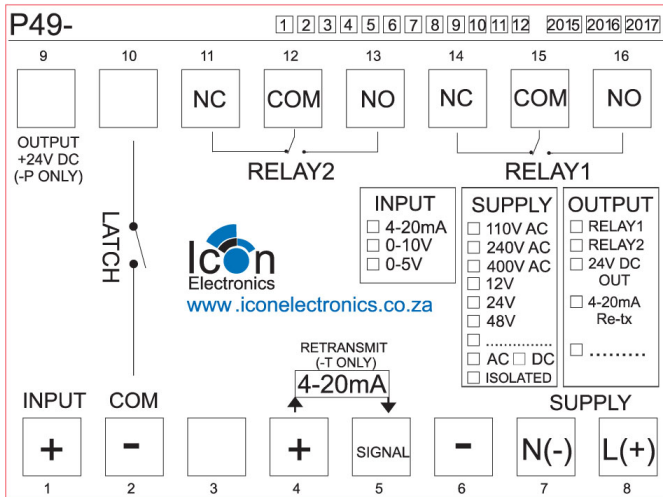 P49- 1 2 3 4 5 6 7 8 9 10 11 12 2015 2016 2017
9 10 11 12 13 14 15 16
NC COM NO NC COM NO
OUTPUT
+24V DC
(-P ONLY)
RELAY2 RELAY1
LATCH
INPUT
4-20mA
0-10V
0-5V
SUPPLY
110V AC
240V AC
400V AC
12V
24V
48V
..............
AC DC
ISOLATED
OUTPUT
RELAY1
RELAY2
24V DC
OUT
4-20mA
Re-tx
.........
Icon
Electronics
www.iconelectronics.co.za
RETRANSMIT
(-T ONLY)
4-20mA
INPUT COM SUPPLY
+ - + SIGNAL - N(-) L(+)
1 2 3 4 5 6 7 8